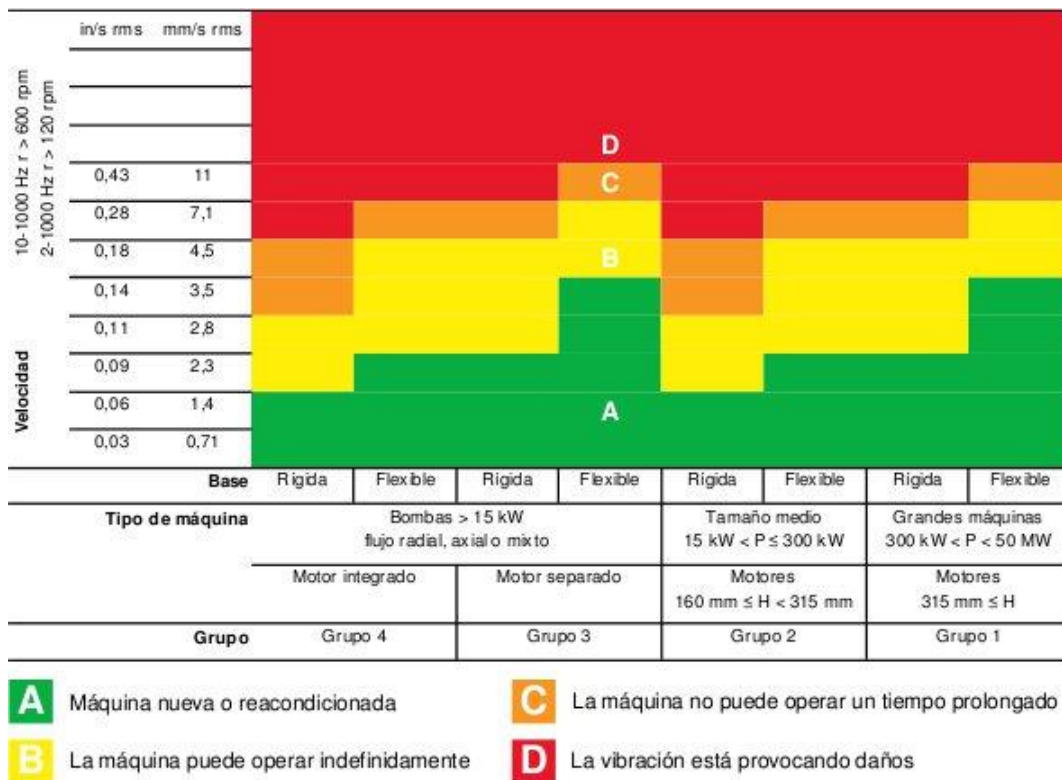 in/s rms mm/s rms
10-1000 Hz r > 600 rpm
2-1000 Hz r > 120 rpm
Velocidad
D
0,43 11
C
0,28 7,1
0,18 4,5
B
0,14 3,5
0,11 2,8
0,09 2,3
0,06 1,4
A
0,03 0,71
Base Rígida Flexible Rígida Flexible Rígida Flexible Rígida Flexible
Tipo de máquina
Bombas > 15 kW
flujo radial, axial o mixto
Tamaño medio
15 kW < P ≤ 300 kW
Grandes máquinas
300 kW < P < 50 MW
Motor integrado Motor separado
Motores
160 mm ≤ H < 315 mm
Motores
315 mm ≤ H
Grupo Grupo 4 Grupo 3 Grupo 2 Grupo 1
A Máquina nueva o reacondicionada
C La máquina no puede operar un tiempo prolongado
B La máquina puede operar indefinidamente
D La vibración está provocando daños